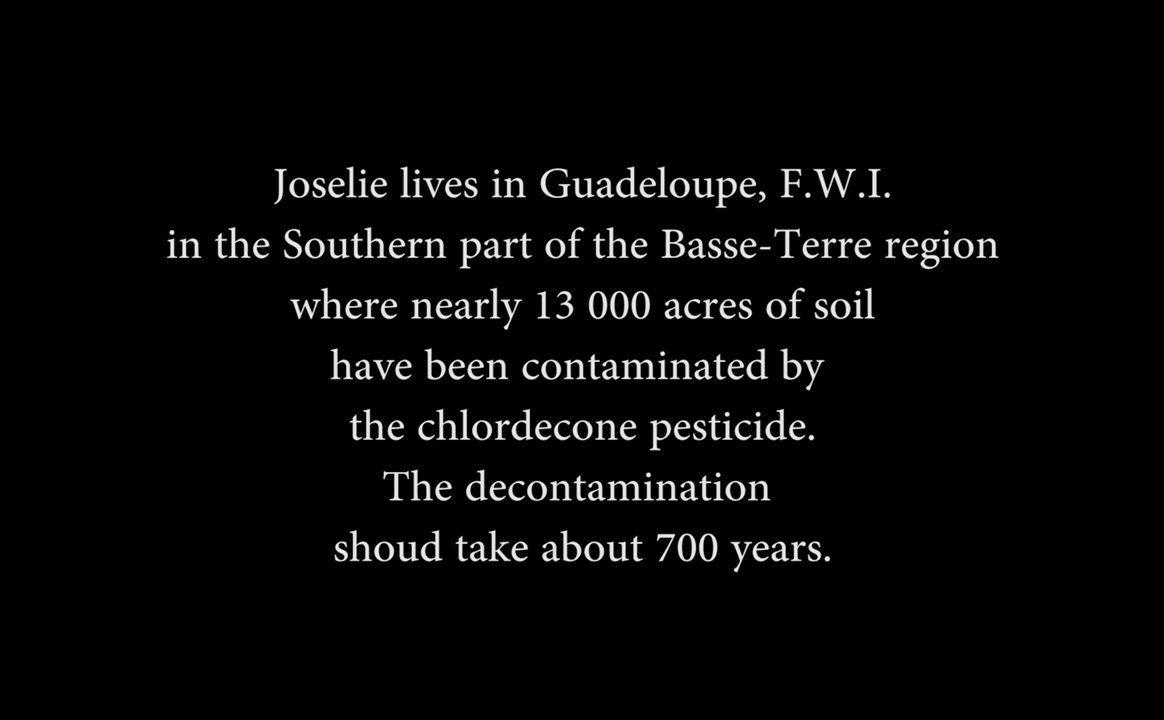 Joselie lives in Guadeloupe, F.W.I.
in the Southern part of the Basse-Terre region
where nearly 13 000 acres of soil
have been contaminated by
the chlordecone pesticide.
The decontamination
shoud take about 700 years.